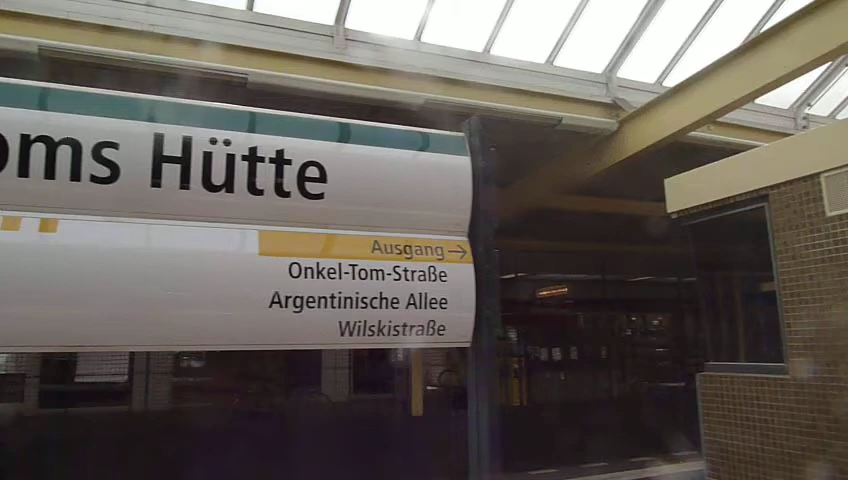 oms Hütte
Ausgang →
Onkel-Tom-Straße
Argentinische Allee
Wilskistraße